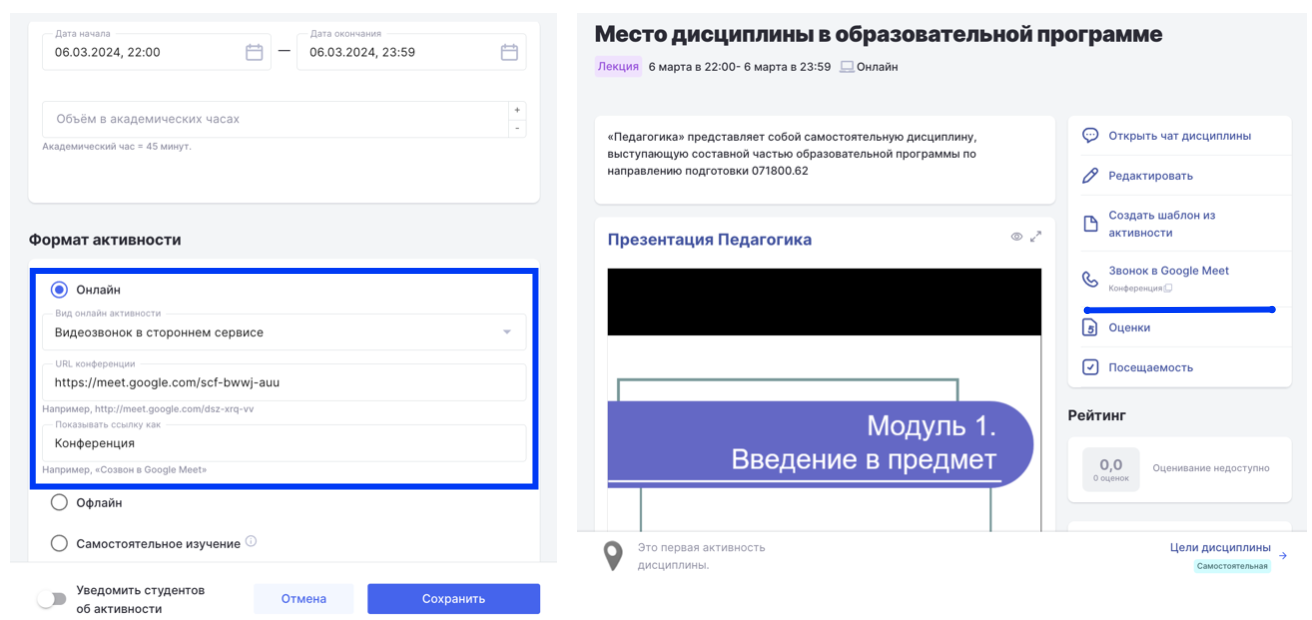 Дата начала
06.03.2024, 22:00
—
Дата окончания
06.03.2024, 23:59
Объём в академических часах
+
-
Академический час = 45 минут.
Формат активности
Онлайн
Вид онлайн активности
Видеозвонок в стороннем сервисе
URL конференции
https://meet.google.com/scf-bwwj-auu
Например, http://meet.google.com/dsz-xrq-vv
Показывать ссылку как
Конференция
Например, «Созвон в Google Meet»
Офлайн
Самостоятельное изучение
Уведомить студентов
об активности
Отмена
Сохранить
Место дисциплины в образовательной программе
Лекция 6 марта в 22:00- 6 марта в 23:59 Онлайн
«Педагогика» представляет собой самостоятельную дисциплину,
выступающую составной частью образовательной программы по
направлению подготовки 071800.62
Презентация Педагогика
Модуль 1.
Введение в предмет
Это первая активность
дисциплины.
Открыть чат дисциплины
Редактировать
Создать шаблон из
активности
Звонок в Google Meet
Конференция
5 Оценки
Посещаемость
Рейтинг
0,0
0 оценок
Оценивание недоступно
Цели дисциплины →
Самостоятельная